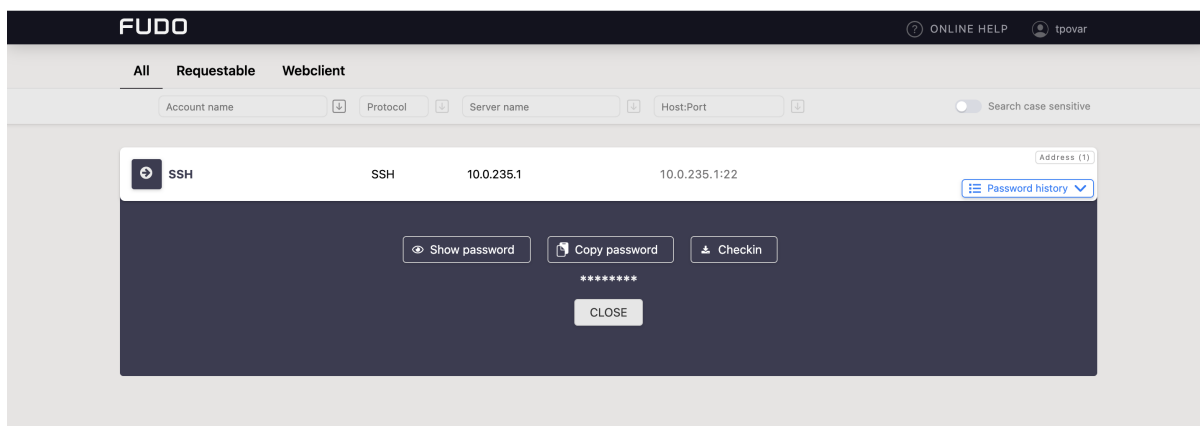 FUDO ? ONLINE HELP tpovar
All Requestable Webclient
Account name Protocol Server name Host:Port Search case sensitive
Address (1)
SSH SSH 10.0.235.1 10.0.235.1:22
Password history
Show password Copy password Checkin
********
CLOSE